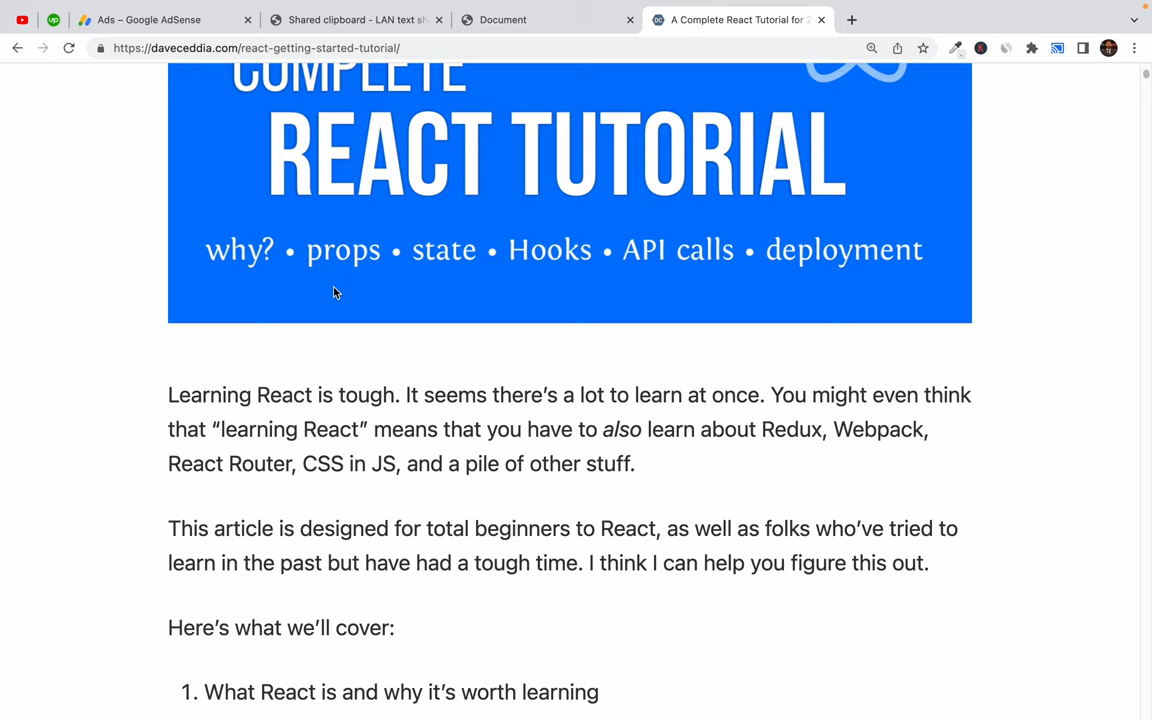 Ads – Google AdSense
Shared clipboard - LAN text sh
Document
A Complete React Tutorial for
https://daveceddia.com/react-getting-started-tutorial/
COMPLETE
REACT TUTORIAL
why? • props • state • Hooks • API calls • deployment
Learning React is tough. It seems there’s a lot to learn at once. You might even think
that “learning React” means that you have to also learn about Redux, Webpack,
React Router, CSS in JS, and a pile of other stuff.
This article is designed for total beginners to React, as well as folks who’ve tried to
learn in the past but have had a tough time. I think I can help you figure this out.
Here’s what we’ll cover:
1. What React is and why it’s worth learning